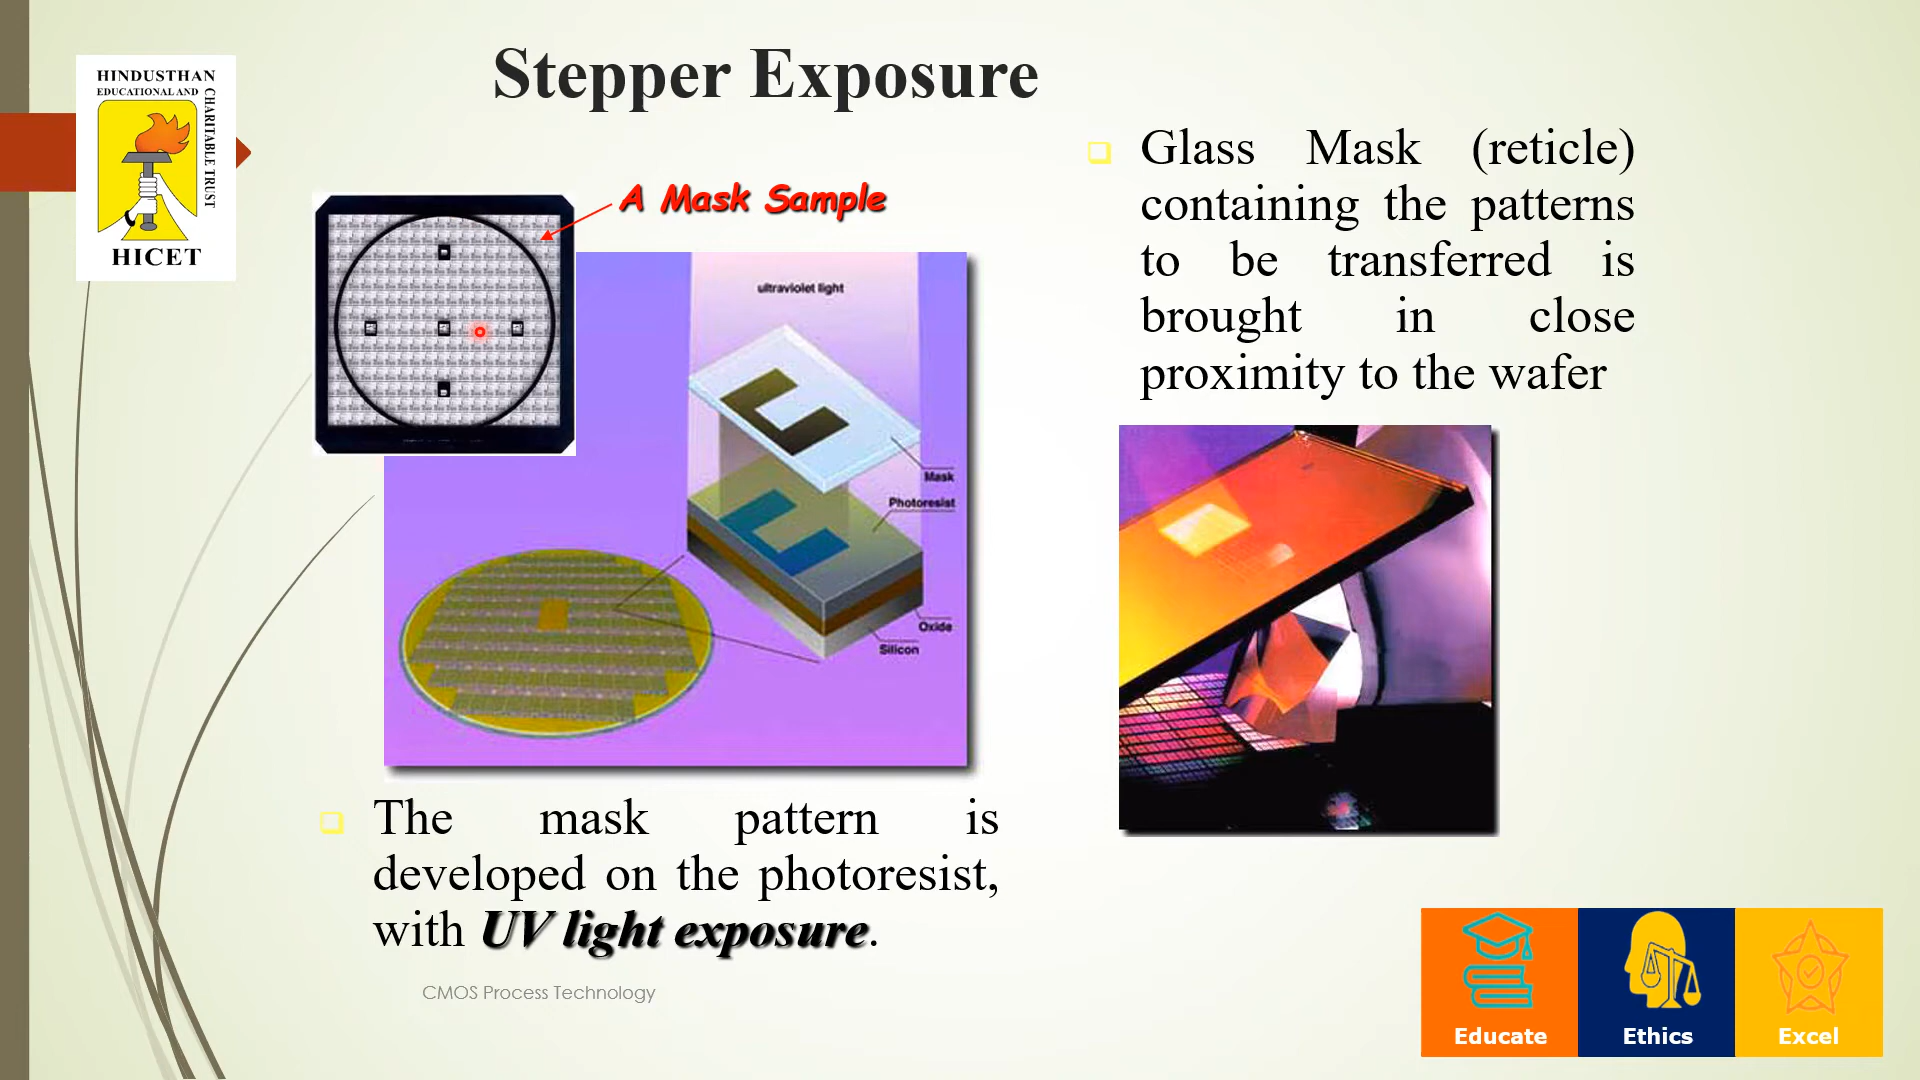 Stepper Exposure
HINDUSTHAN
EDUCATIONAL AND
CHARITABLE TRUST
HICET
A Mask Sample
ultraviolet light
Mask
Photoresist
Oxide
Silicon
The mask pattern is
developed on the photoresist,
with UV light exposure.
Glass Mask (reticle)
containing the patterns
to be transferred is
brought in close
proximity to the wafer
CMOS Process Technology
Educate
Ethics
Excel